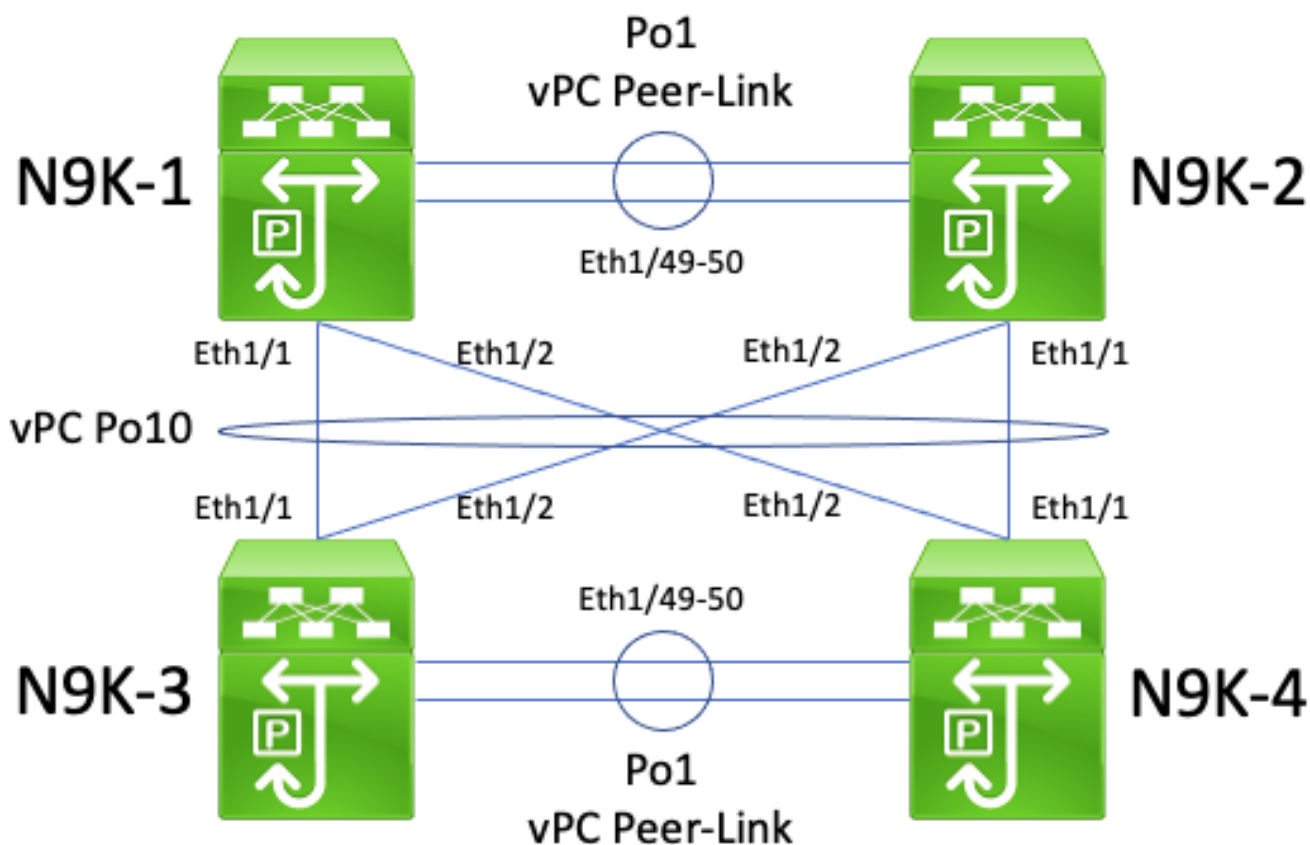 Po1
vPC Peer-Link
N9K-1
N9K-2
P
P
Eth1/49-50
Eth1/1
Eth1/2
Eth1/2
Eth1/1
vPC Po10
Eth1/1
Eth1/2
Eth1/2
Eth1/1
Eth1/49-50
N9K-3
N9K-4
P
P
Po1
vPC Peer-Link